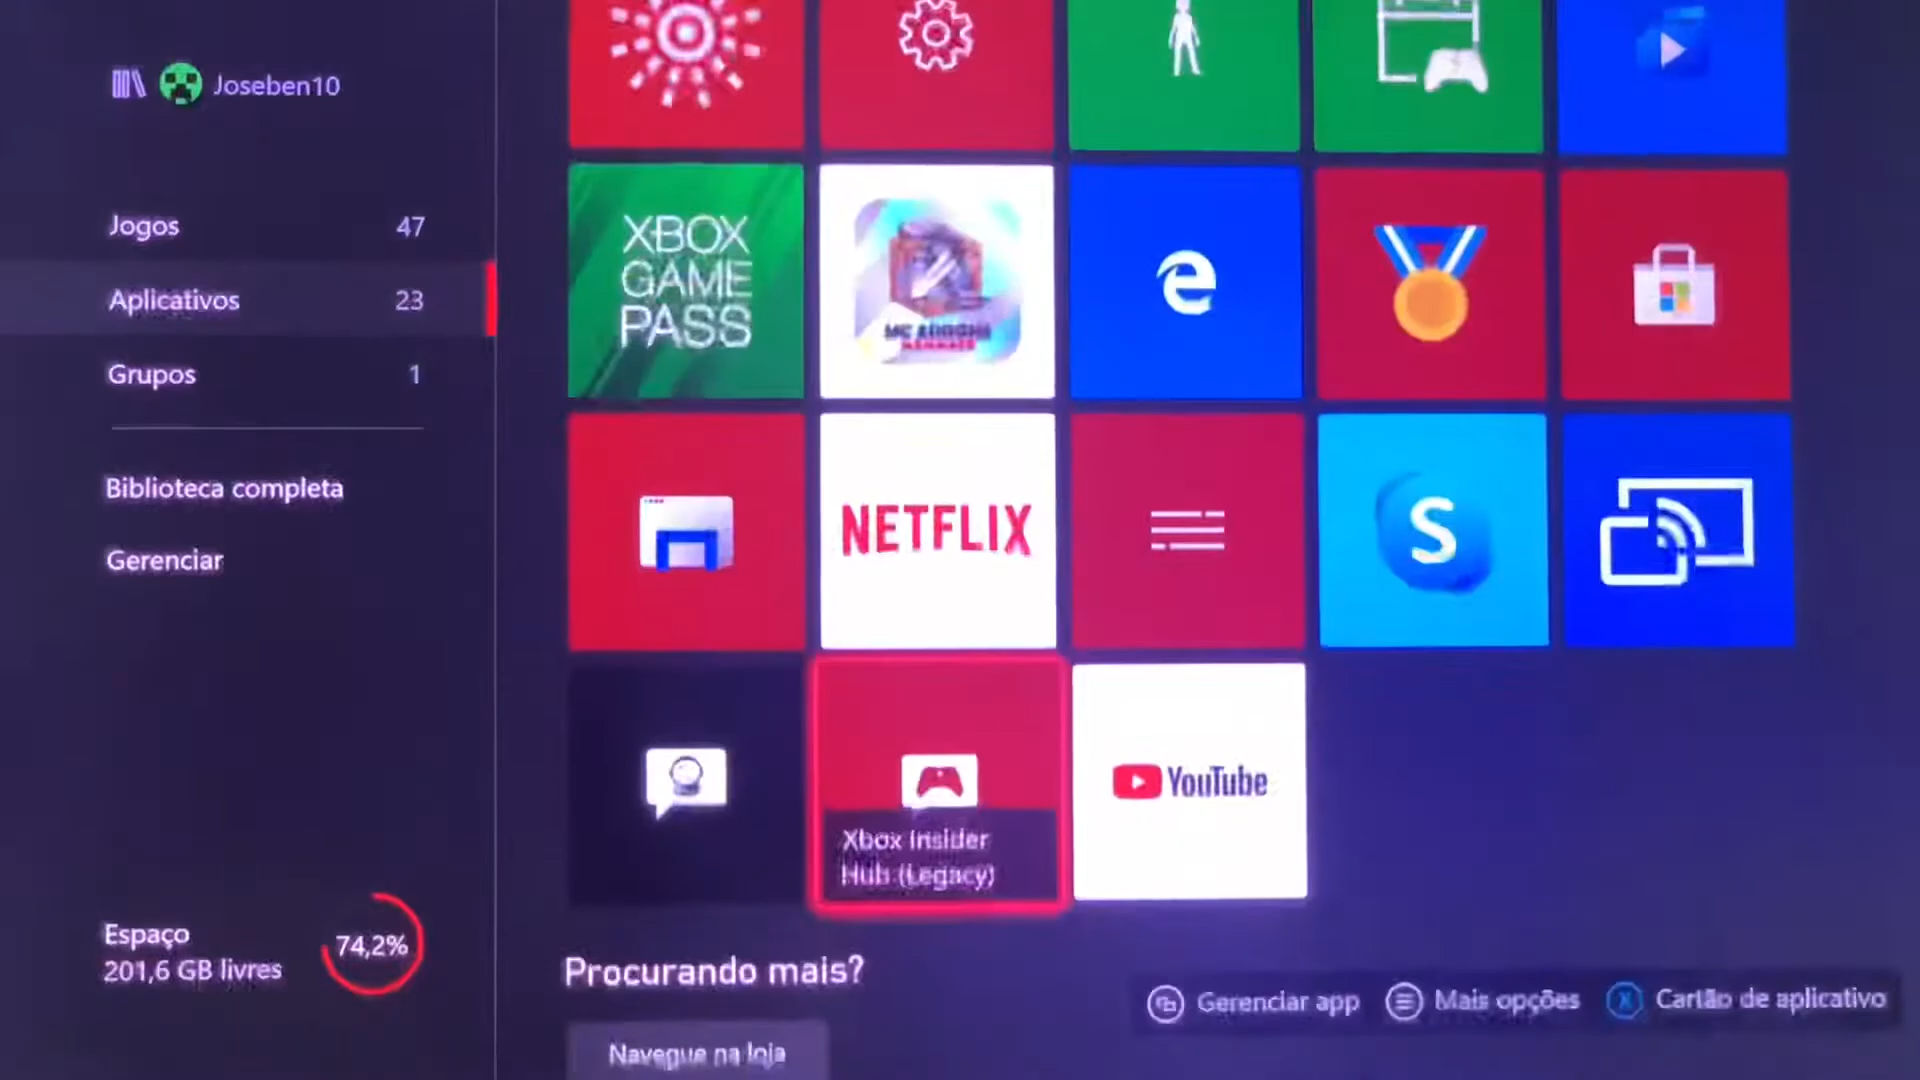 Joseben10
Jogos 47
Aplicativos 23
Grupos 1
Biblioteca completa
Gerenciar
Espaço
201,6 GB livres
74,2%
XBOX
GAME
PASS
NETFLIX
S
Xbox Insider
Hub (Legacy)
YouTube
Procurando mais?
Navegue na loja
Gerenciar app
Mais opções
X Cartão de aplicativo